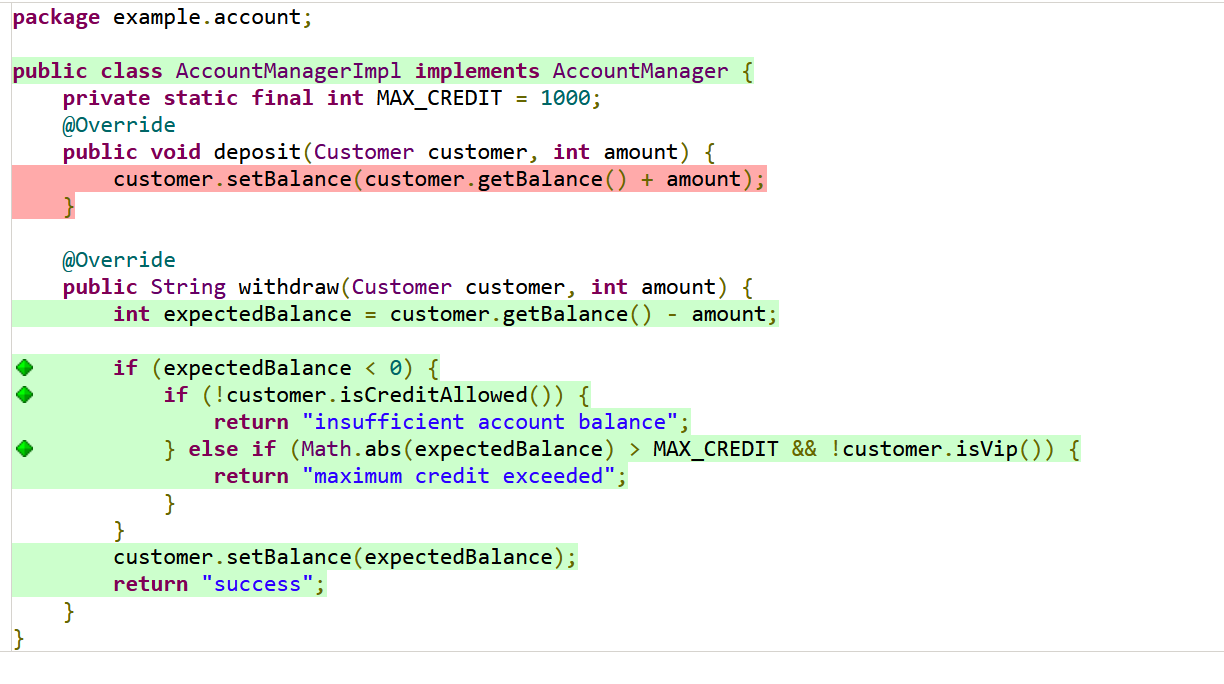 package example.account;
public class AccountManagerImpl implements AccountManager {
    private static final int MAX_CREDIT = 1000;
    @Override
    public void deposit(Customer customer, int amount) {
        customer.setBalance(customer.getBalance() + amount);
    }
    @Override
    public String withdraw(Customer customer, int amount) {
        int expectedBalance = customer.getBalance() - amount;
        if (expectedBalance < 0) {
            if (!customer.isCreditAllowed()) {
                return "insufficient account balance";
            } else if (Math.abs(expectedBalance) > MAX_CREDIT && !customer.isVip()) {
                return "maximum credit exceeded";
            }
        }
        customer.setBalance(expectedBalance);
        return "success";
    }
}